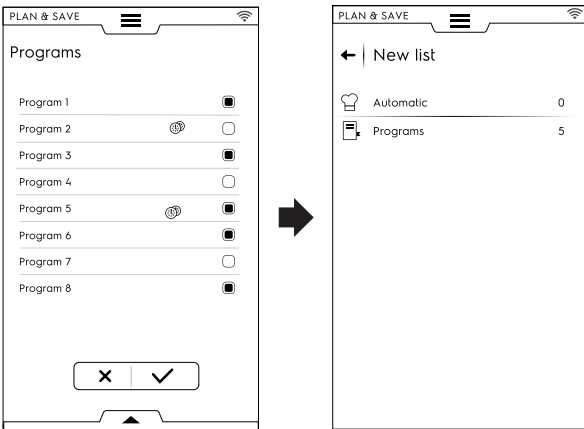 PLAN & SAVE
Programs
Program 1
Program 2
Program 3
Program 4
Program 5
Program 6
Program 7
Program 8
PLAN & SAVE
New list
Automatic 0
Programs 5